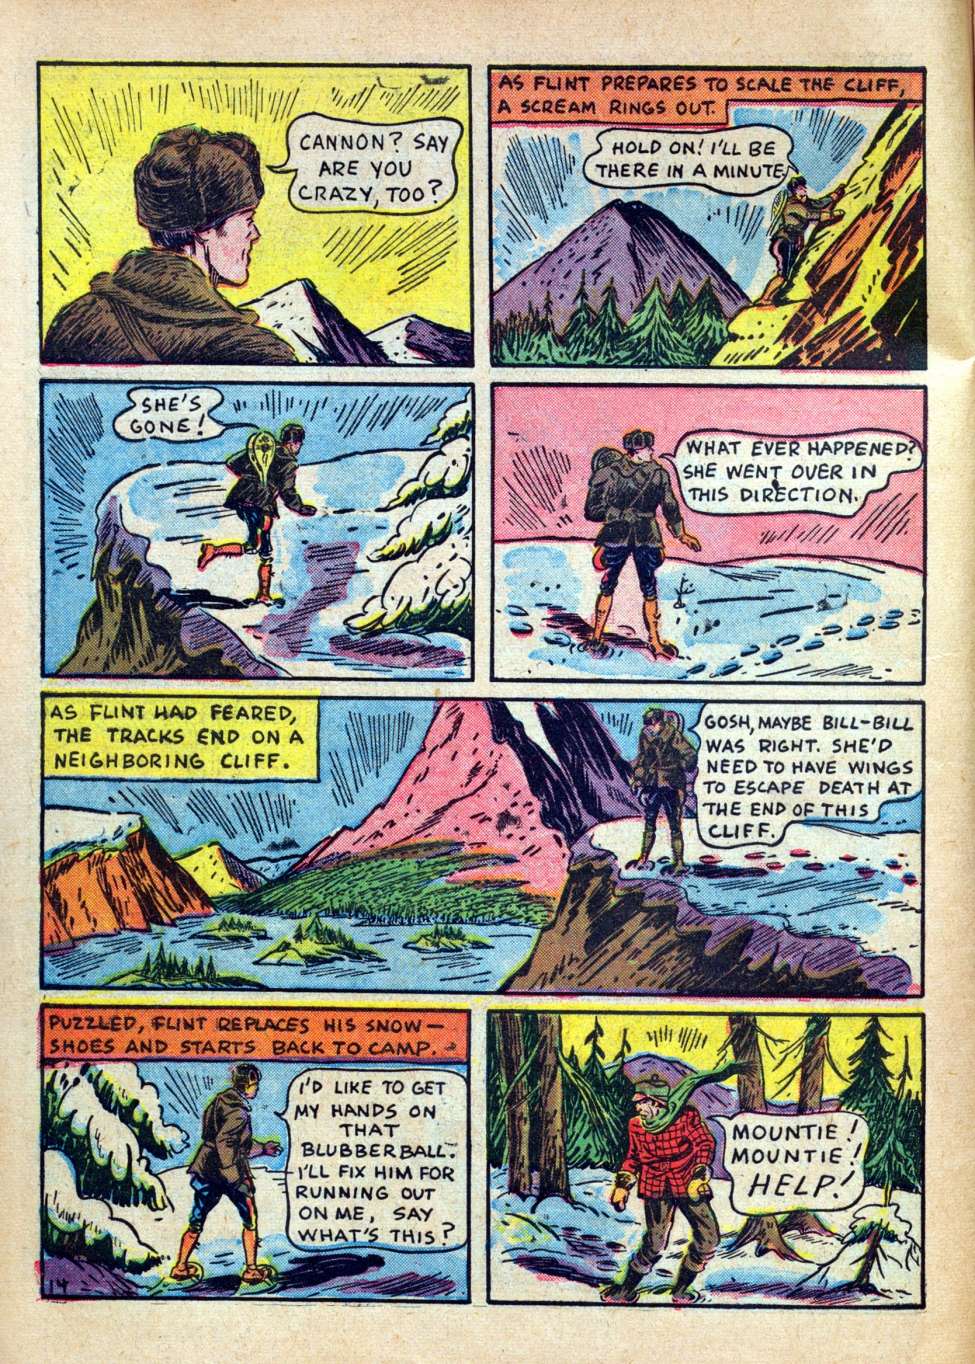 CANNON? SAY
ARE YOU
CRAZY, TOO?
AS FLINT PREPARES TO SCALE THE CLIFF,
A SCREAM RINGS OUT.
HOLD ON! I'LL BE
THERE IN A MINUTE
SHE'S
GONE!
WHAT EVER HAPPENED?
SHE WENT OVER IN
THIS DIRECTION.
AS FLINT HAD FEARED,
THE TRACKS END ON A
NEIGHBORING CLIFF.
GOSH, MAYBE BILL-BILL
WAS RIGHT. SHE'D
NEED TO HAVE WINGS
TO ESCAPE DEATH AT
THE END OF THIS
CLIFF.
PUZZLED, FLINT REPLACES HIS SNOW-
SHOES AND STARTS BACK TO CAMP.
I'D LIKE TO GET
MY HANDS ON
THAT
BLUBBERBALL.
I'LL FIX HIM FOR
RUNNING OUT
ON ME, SAY
WHAT'S THIS?
14
MOUNTIE!
MOUNTIE!
HELP!